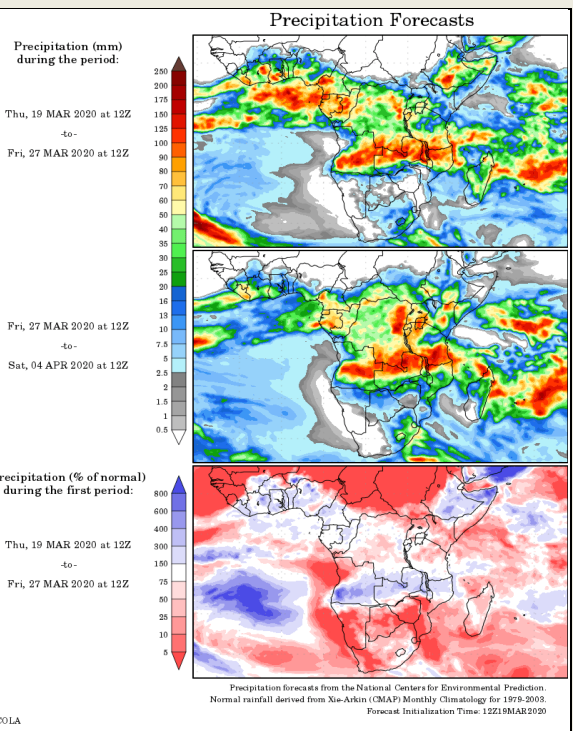 Precipitation Forecasts
Precipitation (mm)
during the period:
Thu, 19 MAR 2020 at 12Z
-to-
Fri, 27 MAR 2020 at 12Z
250
200
175
150
125
100
90
80
70
60
50
40
35
30
25
20
16
13
10
7.5
5
2.5
2
1.5
1
0.5
Fri, 27 MAR 2020 at 12Z
-to-
Sat, 04 APR 2020 at 12Z
recipitation (% of normal)
during the first period:
Thu, 19 MAR 2020 at 12Z
-to-
Fri, 27 MAR 2020 at 12Z
800
600
400
300
150
75
50
25
10
5
Precipitation forecasts from the National Centers for Environmental Prediction.
Normal rainfall derived from Xie-Arkin (CMAP) Monthly Climatology for 1979-2003.
Forecast Initialization Time: 12Z19MAR2020
COLA